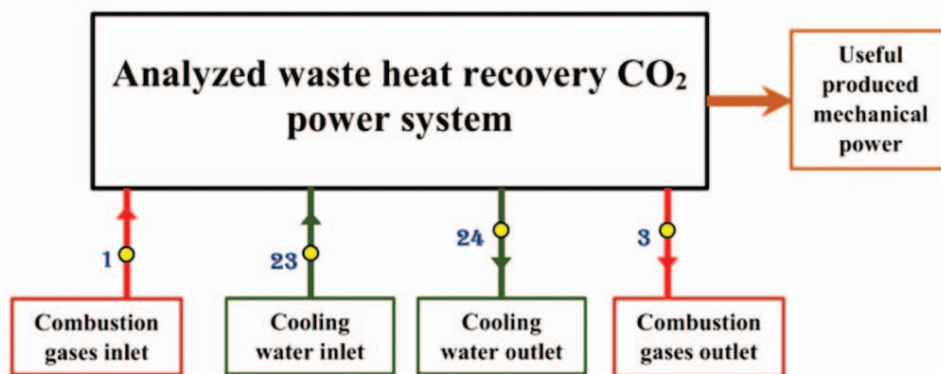 Analyzed waste heat recovery CO₂
power system
Useful
produced
mechanical
power
1
23
24
3
Combustion
gases inlet
Cooling
water inlet
Cooling
water outlet
Combustion
gases outlet